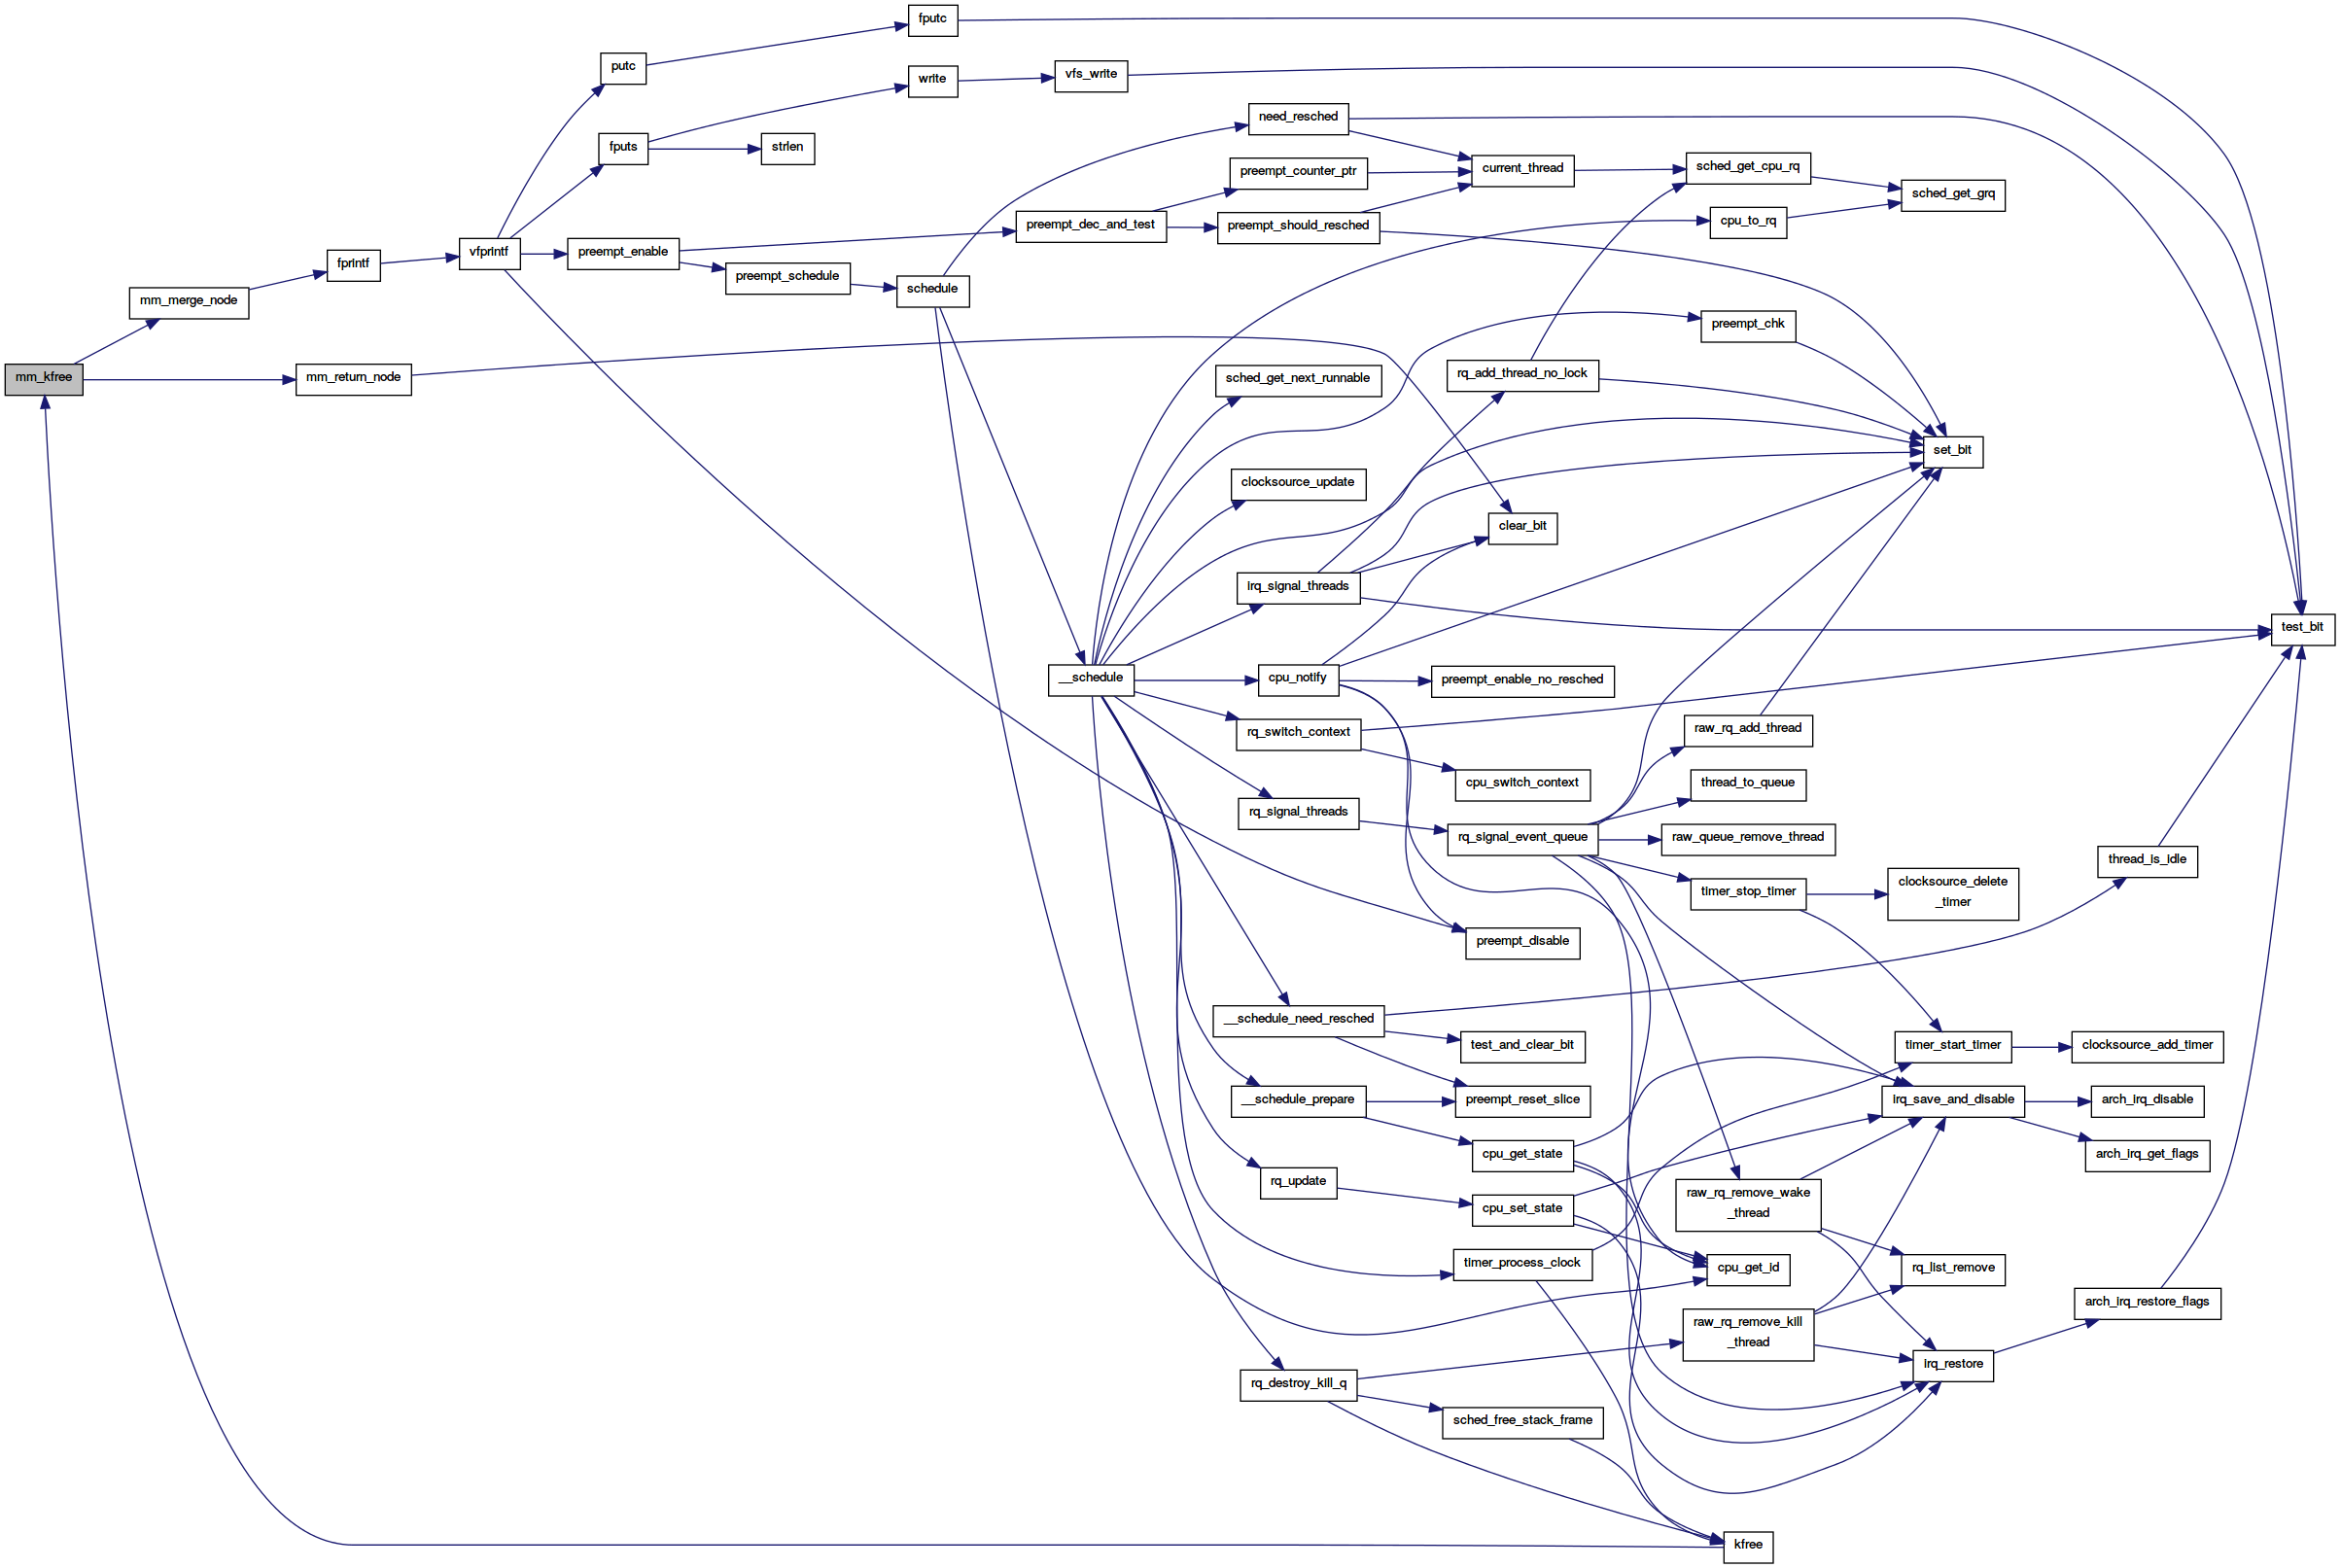 fputc
putc
write
vfs_write
need_resched
fputs
strlen
preempt_counter_ptr
current_thread
sched_get_cpu_rq
sched_get_grq
preempt_dec_and_test
preempt_should_resched
cpu_to_rq
vfprintf
preempt_enable
fprintf
preempt_schedule
schedule
mm_merge_node
preempt_chk
mm_kfree
mm_return_node
sched_get_next_runnable
rq_add_thread_no_lock
set_bit
clocksource_update
clear_bit
irq_signal_threads
test_bit
__schedule
cpu_notify
preempt_enable_no_resched
rq_switch_context
raw_rq_add_thread
cpu_switch_context
thread_to_queue
rq_signal_threads
rq_signal_event_queue
raw_queue_remove_thread
thread_is_idle
timer_stop_timer
clocksource_delete
_timer
preempt_disable
__schedule_need_resched
test_and_clear_bit
timer_start_timer
clocksource_add_timer
__schedule_prepare
preempt_reset_slice
irq_save_and_disable
arch_irq_disable
cpu_get_state
arch_irq_get_flags
rq_update
cpu_set_state
raw_rq_remove_wake
_thread
timer_process_clock
cpu_get_id
rq_list_remove
arch_irq_restore_flags
raw_rq_remove_kill
_thread
irq_restore
rq_destroy_kill_q
sched_free_stack_frame
kfree